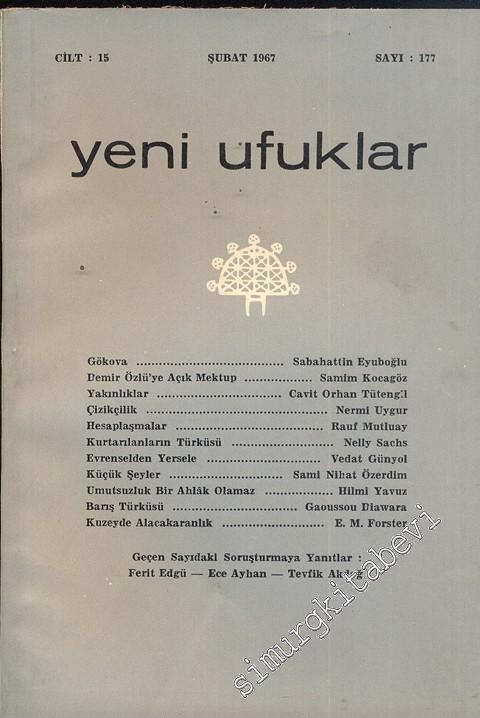 CİLT : 15 ŞUBAT 1967 SAYI : 177
yeni ufuklar
Gökova ................................ Sabahattin Eyuboğlu
Demir Özlü'ye Açık Mektup ................. Samim Kocagöz
Yakınlıklar ............................. Cavit Orhan Tütengil
Çizikçilik ........................................ Nermi Uygur
Hesaplaşmalar ................................ Rauf Mutluay
Kurtarılanların Türküsü ....................... Nelly Sachs
Evrenselden Yersele ......................... Vedat Günyol
Küçük Şeyler ......................... Sami Nihat Özerdim
Umutsuzluk Bir Ahlâk Olamaz ................. Hilmi Yavuz
Barış Türküsü ............................ Gaoussou Diawara
Kuzeyde Alacakaranlık ........................ E. M. Forster
Geçen Sayıdaki Soruşturmaya Yanıtlar :
Ferit Edgü — Ece Ayhan — Tevfik
simurgkitabevi